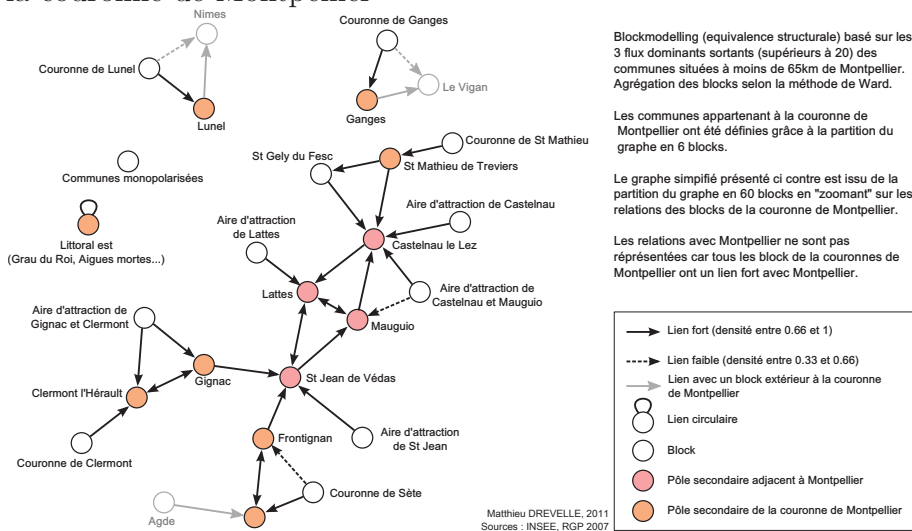 la couronne de Montpellier
Nimes
Couronne de Lunel
Lunel
Couronne de Ganges
Le Vigan
Ganges
Communes monopolarisées
Littoral est
(Grau du Roi, Aigues mortes...)
Couronne de St Mathieu
St Gely du Fesc
St Mathieu de Treviers
Aire d'attraction de Castelnau
Aire d'attraction
de Lattes
Castelnau le Lez
Lattes
Aire d'attraction de
Castelnau et Mauguio
Mauguio
Aire d'attraction de
Gignac et Clermont
Clermont l'Hérault
Gignac
St Jean de Védas
Couronne de Clermont
Frontignan
Aire d'attraction
de St Jean
Couronne de Sète
Agde
Matthieu DREVELLE, 2011
Sources : INSEE, RGP 2007
Blockmodelling (equivalence structurale) basé sur les
3 flux dominants sortants (supérieurs à 20) des
communes situées à moins de 65km de Montpellier.
Agrégation des blocks selon la méthode de Ward.
Les communes appartenant à la couronne de
Montpellier ont été définies grâce à la partition du
graphe en 6 blocks.
Le graphe simplifié présenté ci contre est issu de la
partition du graphe en 60 blocks en "zoomant" sur les
relations des blocks de la couronne de Montpellier.
Les relations avec Montpellier ne sont pas
réprésentées car tous les block de la couronnes de
Montpellier ont un lien fort avec Montpellier.
Lien fort (densité entre 0.66 et 1)
Lien faible (densité entre 0.33 et 0.66)
Lien avec un block extérieur à la couronne
de Montpellier
Lien circulaire
Block
Pôle secondaire adjacent à Montpellier
Pôle secondaire de la couronne de Montpellier